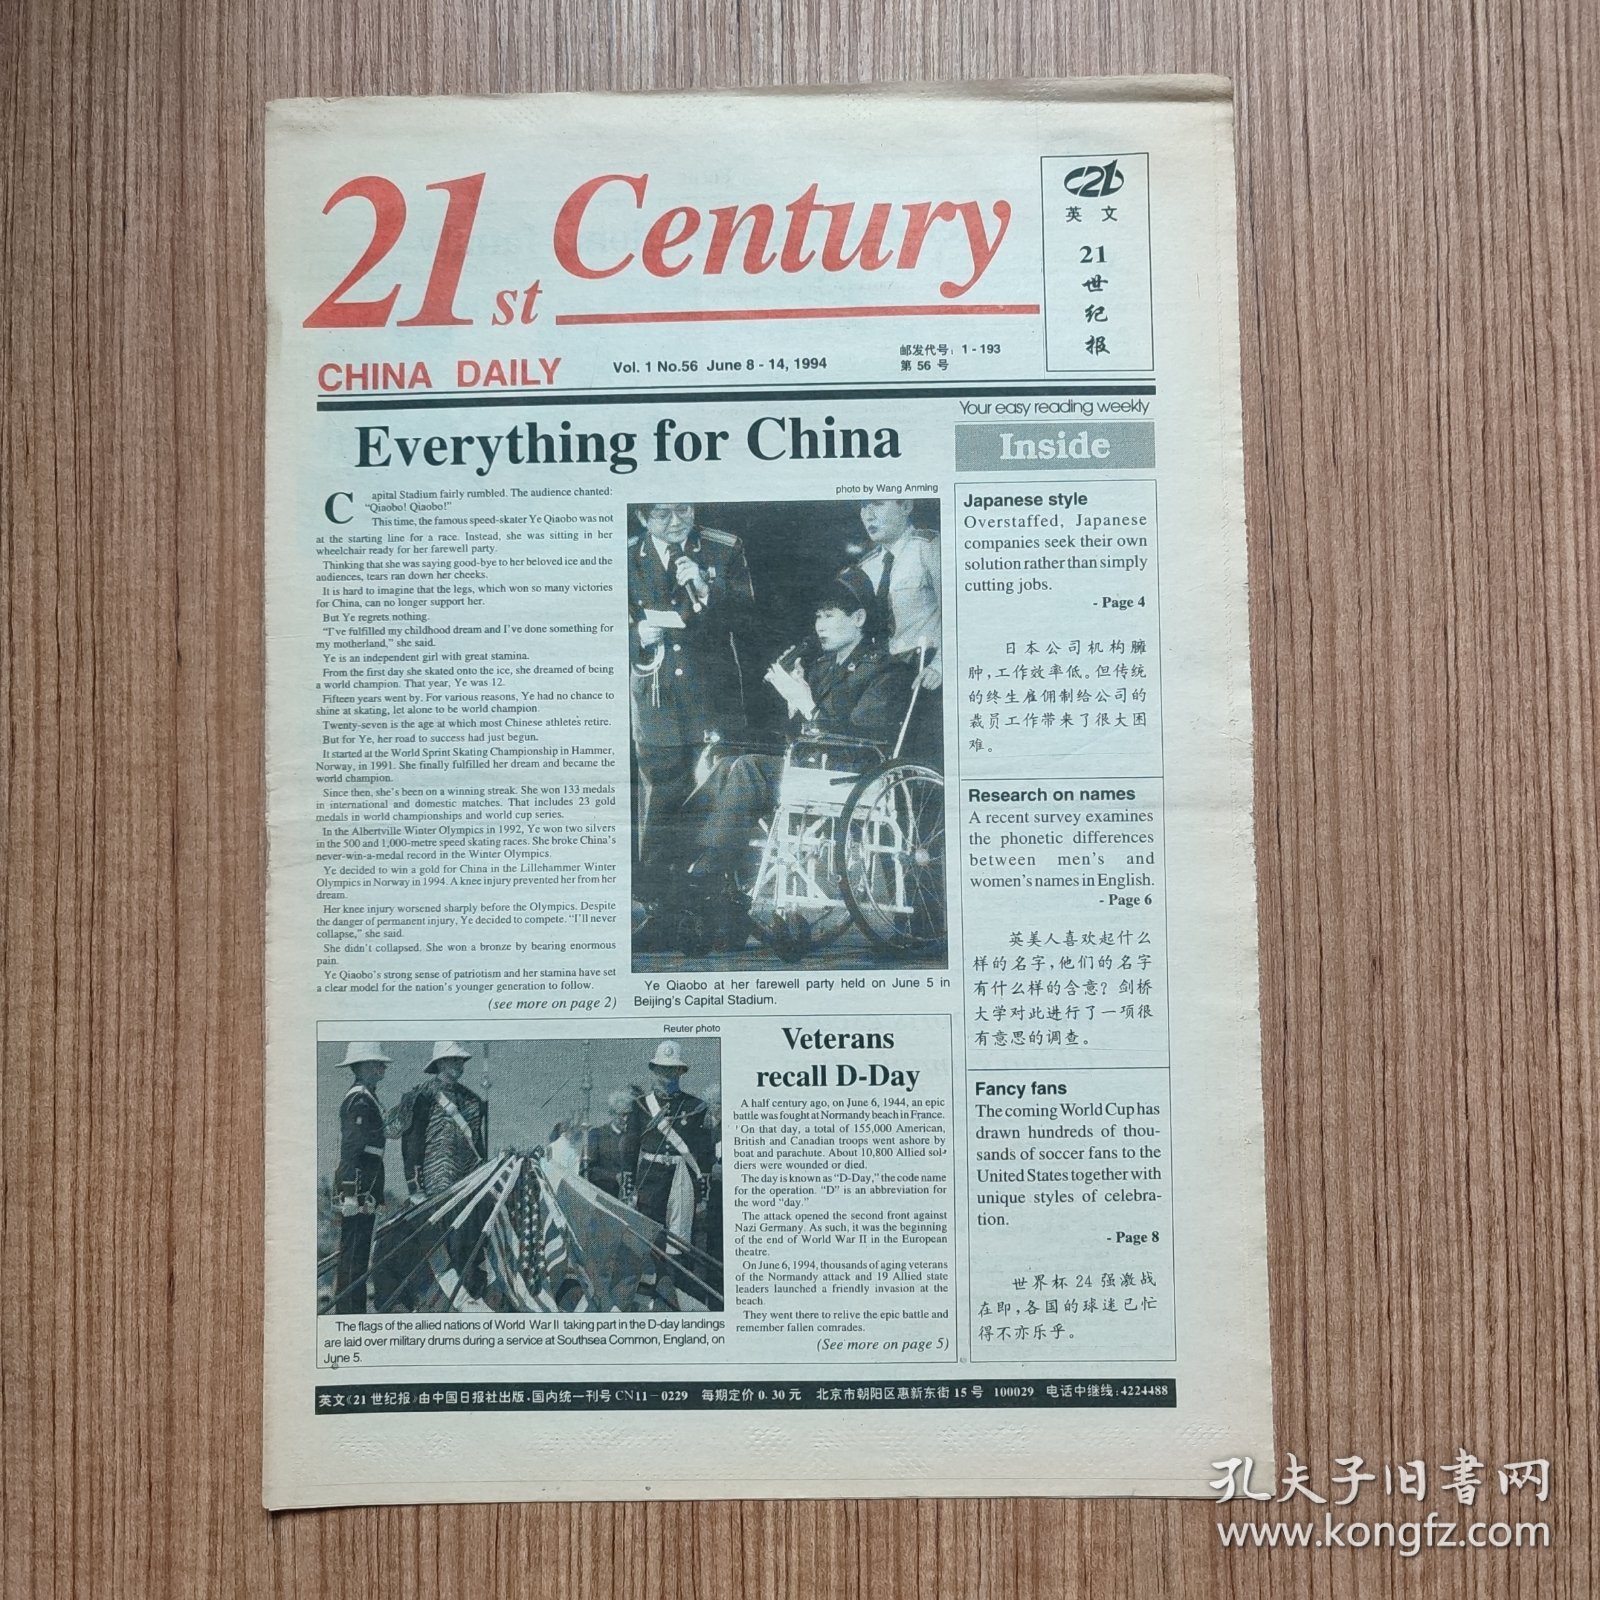 21st Century
CHINA DAILY
Vol. 1 No.56 June 8 - 14, 1994
邮发代号: 1 - 193
第 56 号
C21
英 文
21
世
纪
报
Your easy reading weekly
Everything for China
Capital Stadium fairly rumbled. The audience chanted:
"Qiaobo! Qiaobo!"
This time, the famous speed-skater Ye Qiaobo was not
at the starting line for a race. Instead, she was sitting in her
wheelchair ready for her farewell party.
Thinking that she was saying good-bye to her beloved ice and the
audiences, tears ran down her cheeks.
It is hard to imagine that the legs, which won so many victories
for China, can no longer support her.
But Ye regrets nothing.
"I've fulfilled my childhood dream and I've done something for
my motherland," she said.
Ye is an independent girl with great stamina.
From the first day she skated onto the ice, she dreamed of being
a world champion. That year, Ye was 12.
Fifteen years went by. For various reasons, Ye had no chance to
shine at skating, let alone to be world champion.
Twenty-seven is the age at which most Chinese athletes retire.
But for Ye, her road to success had just begun.
It started at the World Sprint Skating Championship in Hammer,
Norway, in 1991. She finally fulfilled her dream and became the
world champion.
Since then, she's been on a winning streak. She won 133 medals
in international and domestic matches. That includes 23 gold
medals in world championships and world cup series.
In the Albertville Winter Olympics in 1992, Ye won two silvers
in the 500 and 1,000-metre speed skating races. She broke China's
never-win-a-medal record in the Winter Olympics.
Ye decided to win a gold for China in the Lillehammer Winter
Olympics in Norway in 1994. A knee injury prevented her from her
dream.
Her knee injury worsened sharply before the Olympics. Despite
the danger of permanent injury, Ye decided to compete. "I'll never
collapse," she said.
She didn't collapsed. She won a bronze by bearing enormous
pain.
Ye Qiaobo's strong sense of patriotism and her stamina have set
a clear model for the nation's younger generation to follow.
(see more on page 2)
photo by Wang Anming
Ye Qiaobo at her farewell party held on June 5 in
Beijing's Capital Stadium.
Reuter photo
The flags of the allied nations of World War II taking part in the D-day landings
are laid over military drums during a service at Southsea Common, England, on
June 5.
Veterans
recall D-Day
A half century ago, on June 6, 1944, an epic
battle was fought at Normandy beach in France.
On that day, a total of 155,000 American,
British and Canadian troops went ashore by
boat and parachute. About 10,800 Allied sol-
diers were wounded or died.
The day is known as "D-Day," the code name
for the operation. "D" is an abbreviation for
the word "day."
The attack opened the second front against
Nazi Germany. As such, it was the beginning
of the end of World War II in the European
theatre.
On June 6, 1994, thousands of aging veterans
of the Normandy attack and 19 Allied state
leaders launched a friendly invasion at the
beach.
They went there to relive the epic battle and
remember fallen comrades.
(See more on page 5)
Inside
Japanese style
Overstaffed, Japanese
companies seek their own
solution rather than simply
cutting jobs.
- Page 4
日本公司机构臃
肿,工作效率低。但传统
的终生雇佣制给公司的
裁员工作带来了很大困
难。
Research on names
A recent survey examines
the phonetic differences
between men's and
women's names in English.
- Page 6
英美人喜欢起什么
样的名字,他们的名字
有什么样的含意? 剑桥
大学对此进行了一项很
有意思的调查。
Fancy fans
The coming World Cup has
drawn hundreds of thou-
sands of soccer fans to the
United States together with
unique styles of celebra-
tion.
- Page 8
世界杯 24 强激战
在即,各国的球迷已忙
得不亦乐乎。
英文《21 世纪报》由中国日报社出版,国内统一刊号 CN11－0229 每期定价 0.30 元 北京市朝阳区惠新东街 15 号 100029 电话中继线:4224488
孔夫子旧书网
www.kongfz.com